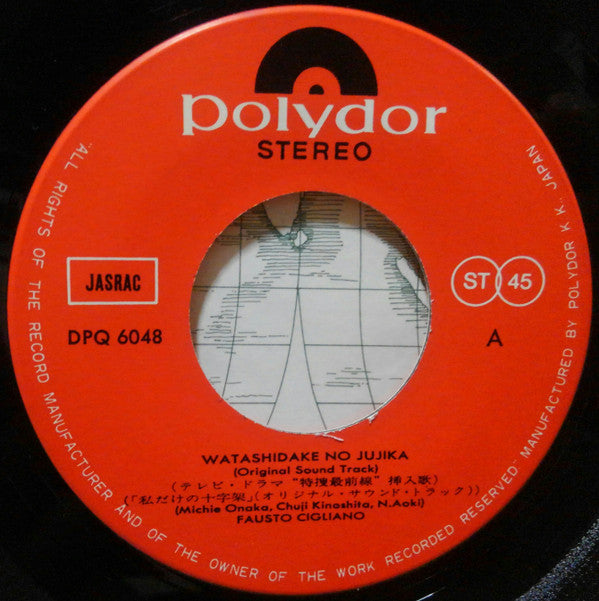 polydor
STEREO
JASRAC
DPQ 6048
ST 45
A
WATASHIDAKE NO JUJIKA
(Original Sound Track)
(テレビ・ドラマ "特捜最前線" 挿入歌)
(「私だけの十字架」(オリジナル・サウンド・トラック))
(Michie Onaka, Chuji Kinoshita, N.Aoki)
FAUSTO CIGLIANO
"ALL RIGHTS OF THE RECORD MANUFACTURER AND OF THE OWNER OF THE WORK RECORDED RESERVED" MANUFACTURED BY POLYDOR K.K., JAPAN